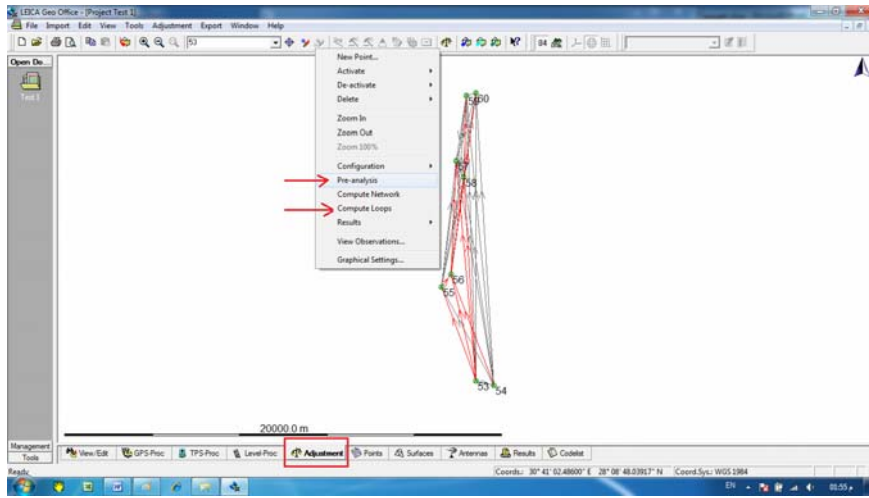 LEICA Geo Office - [Project Test 1]
File Import Edit View Tools Adjustment Export Window Help
53
84
Open Do...
Test 1
New Point...
Activate
De-activate
Delete
Zoom In
Zoom Out
Zoom 100%
Configuration
Pre-analysis
Compute Network
Compute Loops
Results
View Observations...
Graphical Settings...
59 60
57
58
56
55
53 54
20000.0 m
Management
Tools
View/Edit GPS-Proc TPS-Proc Level-Proc Adjustment Points Surfaces Antennas Results Codelist
Ready
Coords.: 30° 41' 02.48600" E 28° 08' 48.03917" N Coord.Sys.: WGS 1984
EN 01:55 م